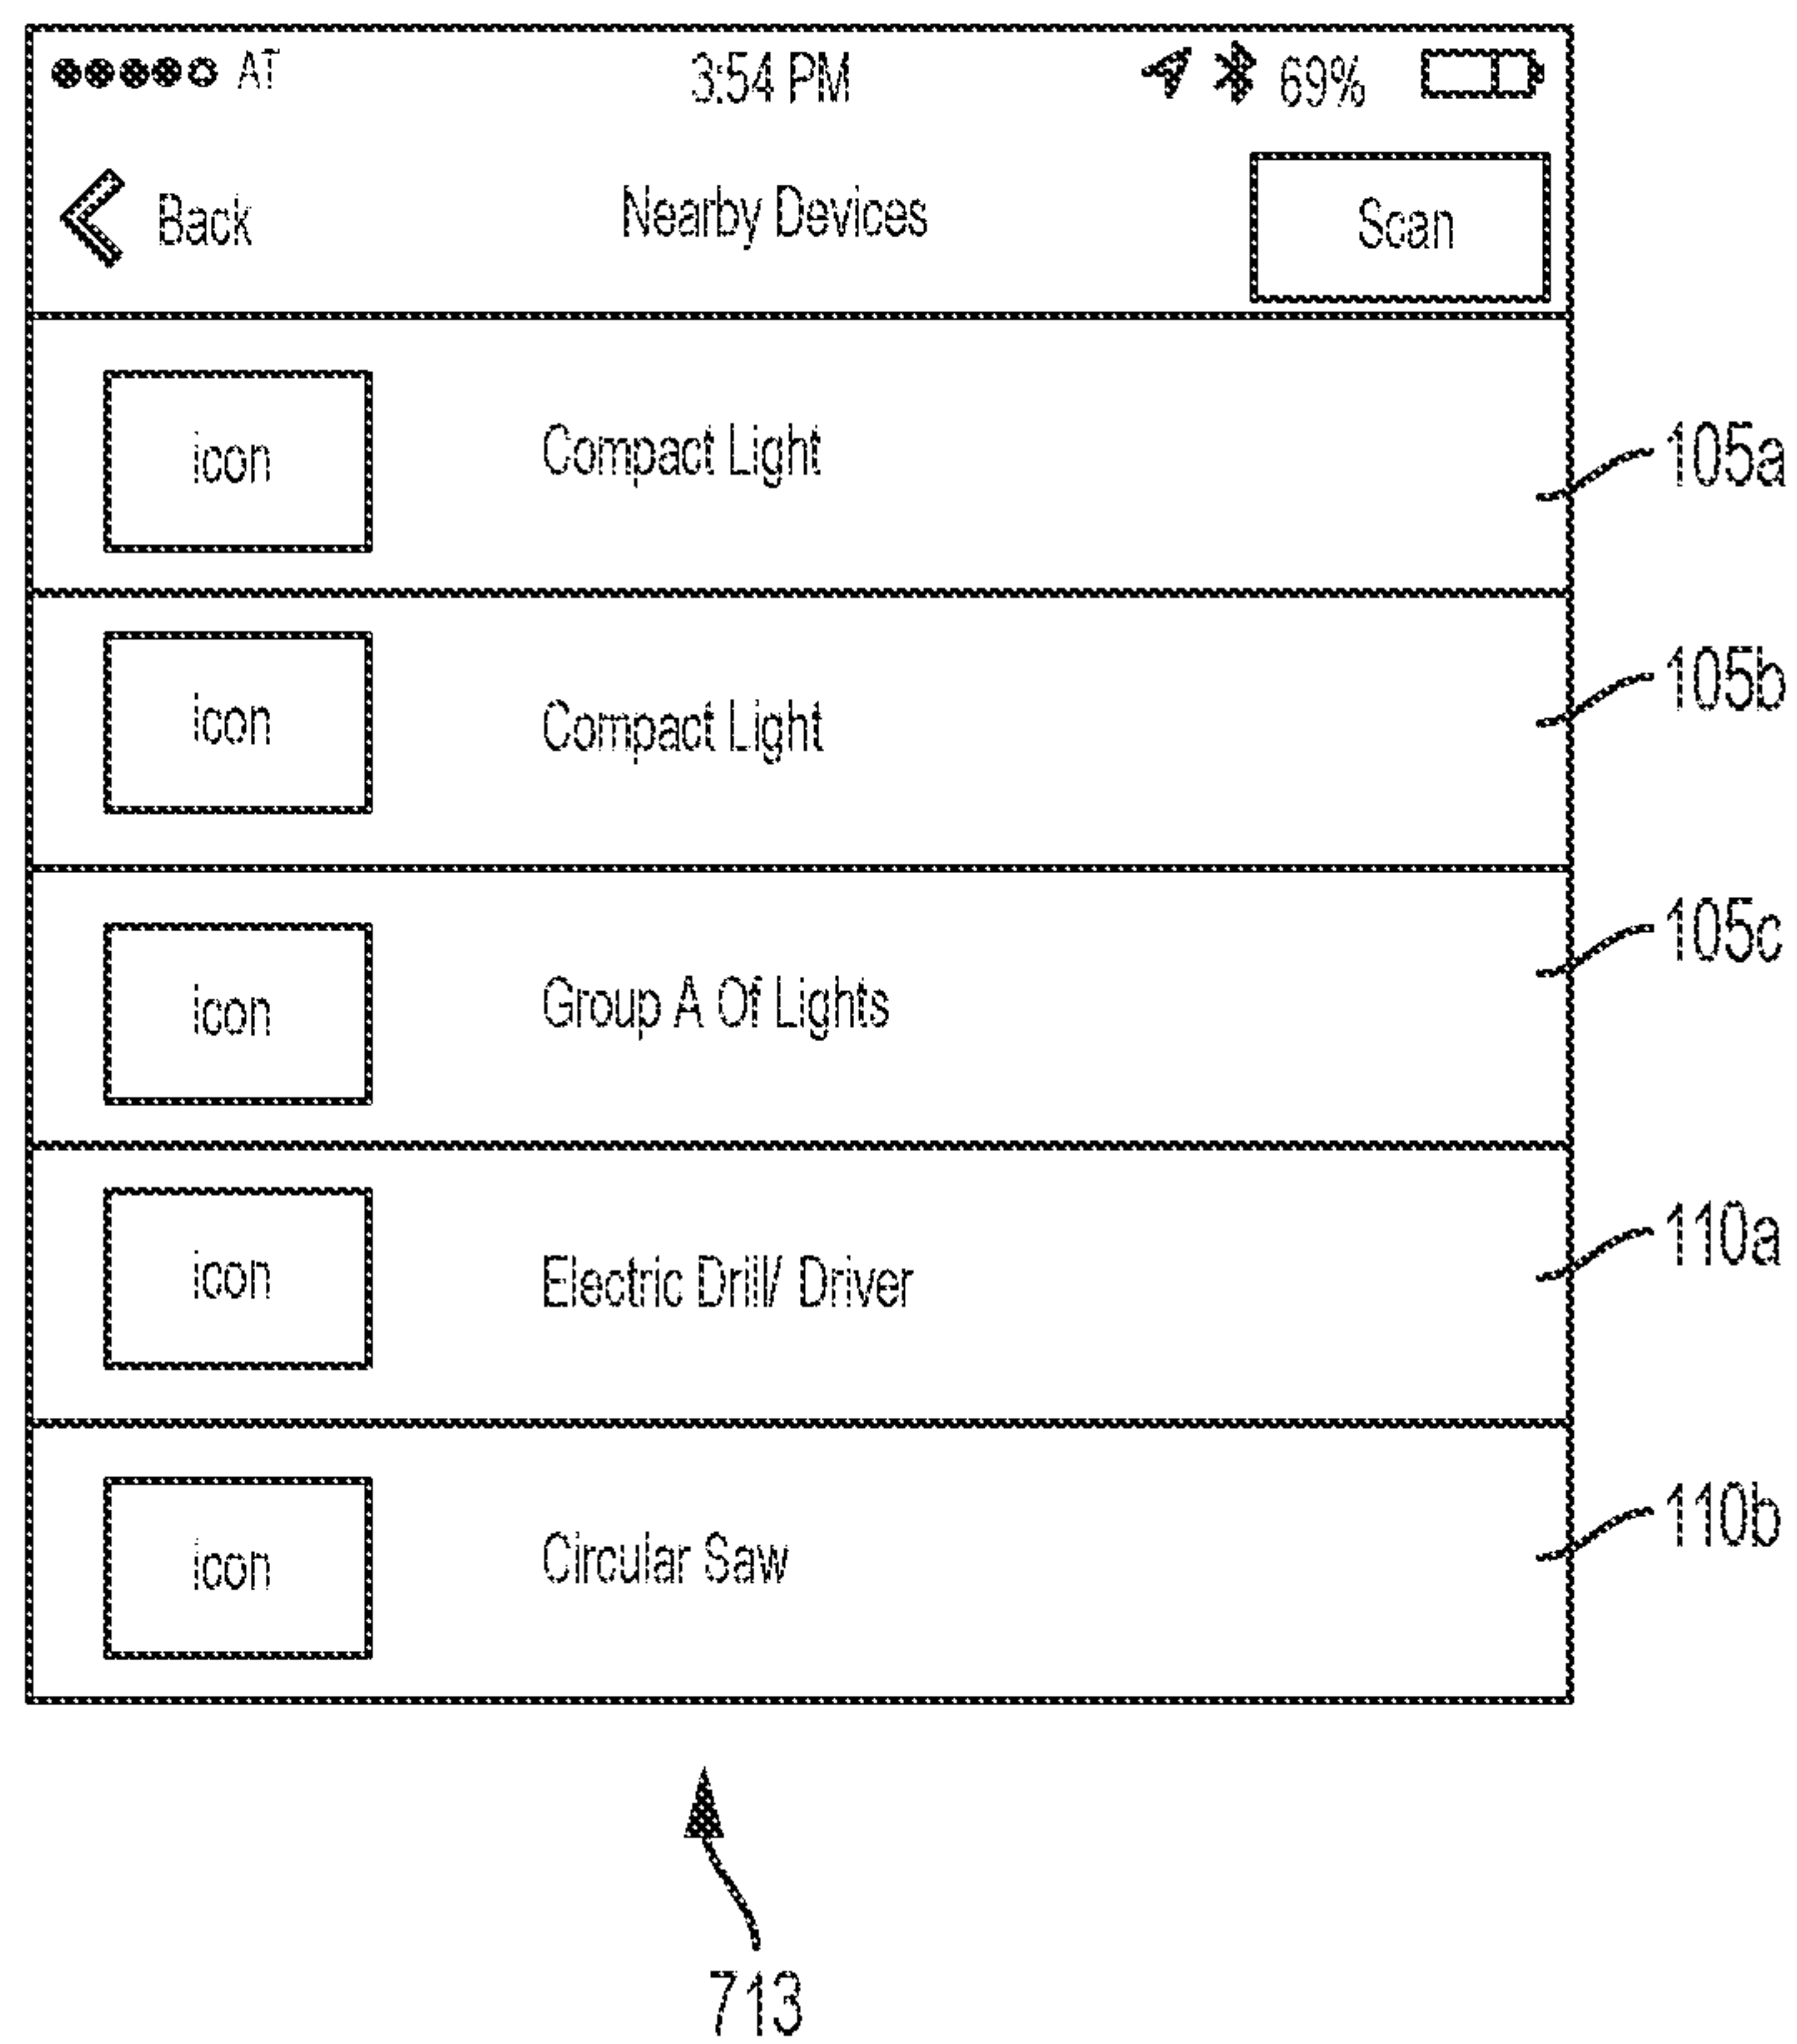 AT 3:54 PM 69%
Back Nearby Devices Scan
icon Compact Light 105a
icon Compact Light 105b
icon Group A Of Lights 105c
icon Electric Drill/ Driver 110a
icon Circular Saw 110b
713